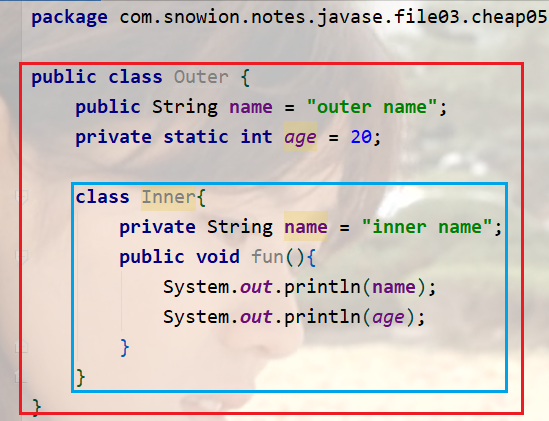 package com.snowion.notes.javase.file03.cheap05
public class Outer {
public String name = "outer name";
private static int age = 20;
class Inner{
private String name = "inner name";
public void fun(){
System.out.println(name);
System.out.println(age);
}
}
}